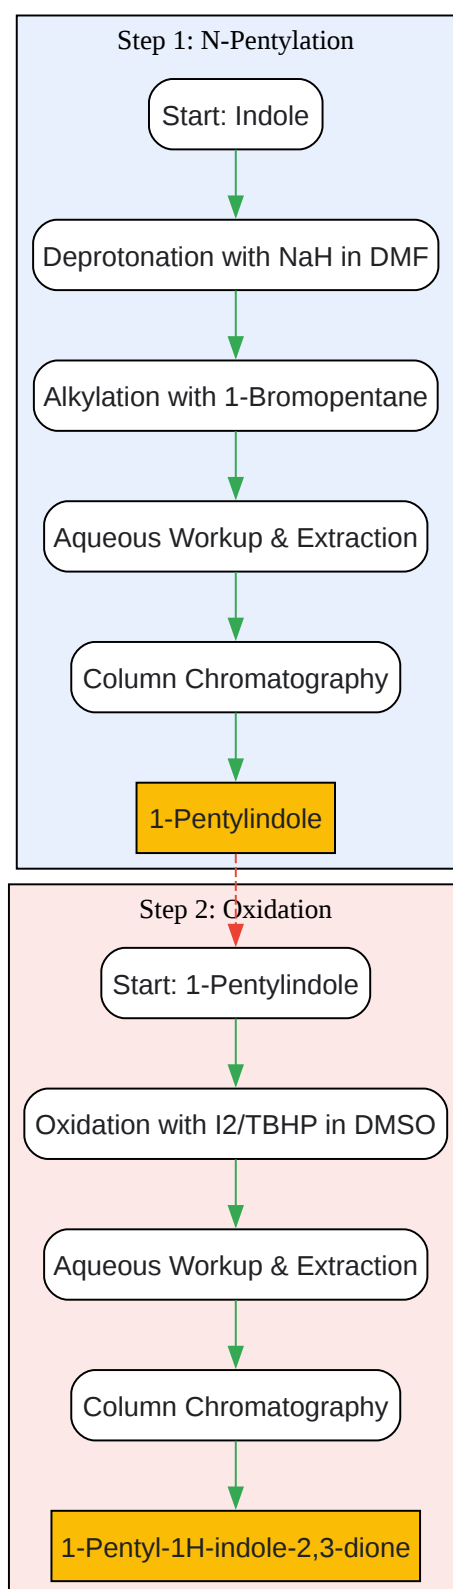 Step 1: N-Pentylation
Start: Indole
Deprotonation with NaH in DMF
Alkylation with 1-Bromopentane
Aqueous Workup & Extraction
Column Chromatography
1-Pentylindole
Step 2: Oxidation
Start: 1-Pentylindole
Oxidation with I2/TBHP in DMSO
Aqueous Workup & Extraction
Column Chromatography
1-Pentyl-1H-indole-2,3-dione